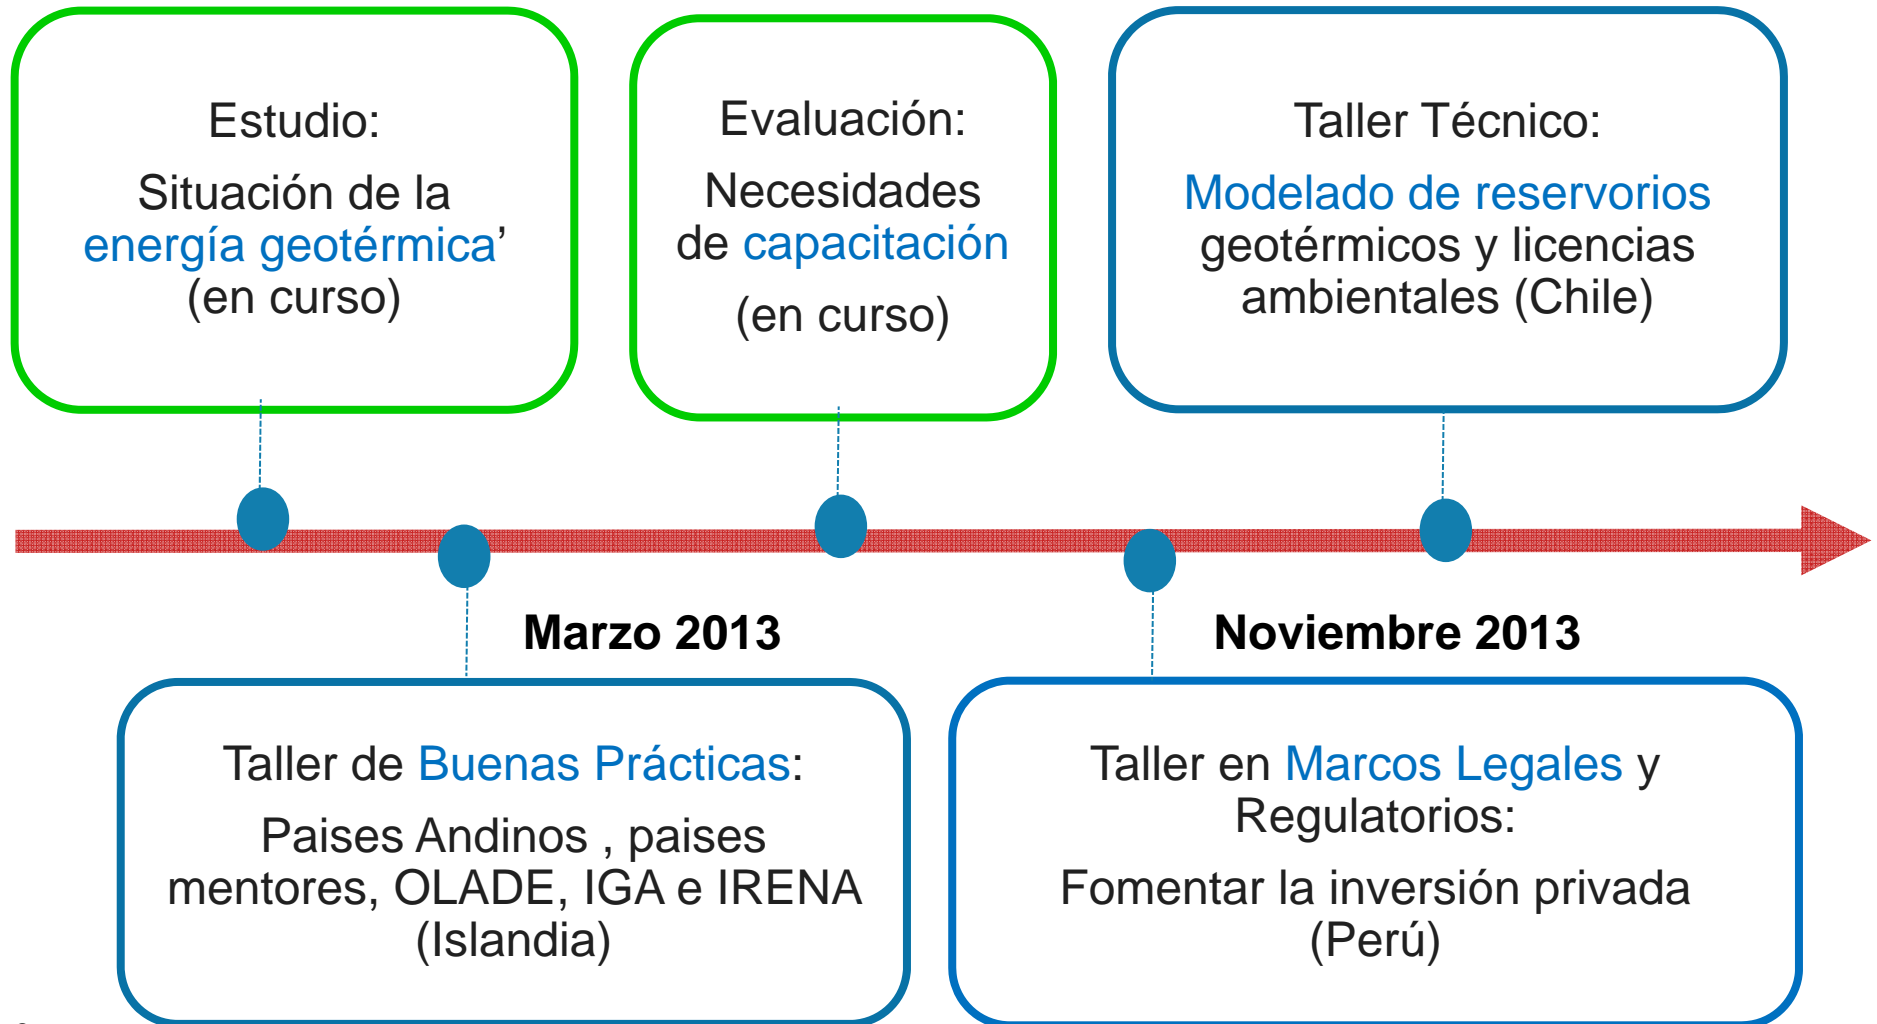 Estudio:
Situación de la
energía geotérmica’
(en curso)
Evaluación:
Necesidades
de capacitación
(en curso)
Taller Técnico:
Modelado de reservorios
geotérmicos y licencias
ambientales (Chile)
Marzo 2013
Noviembre 2013
Taller de Buenas Prácticas:
Paises Andinos , paises
mentores, OLADE, IGA e IRENA
(Islandia)
Taller en Marcos Legales y
Regulatorios:
Fomentar la inversión privada
(Perú)